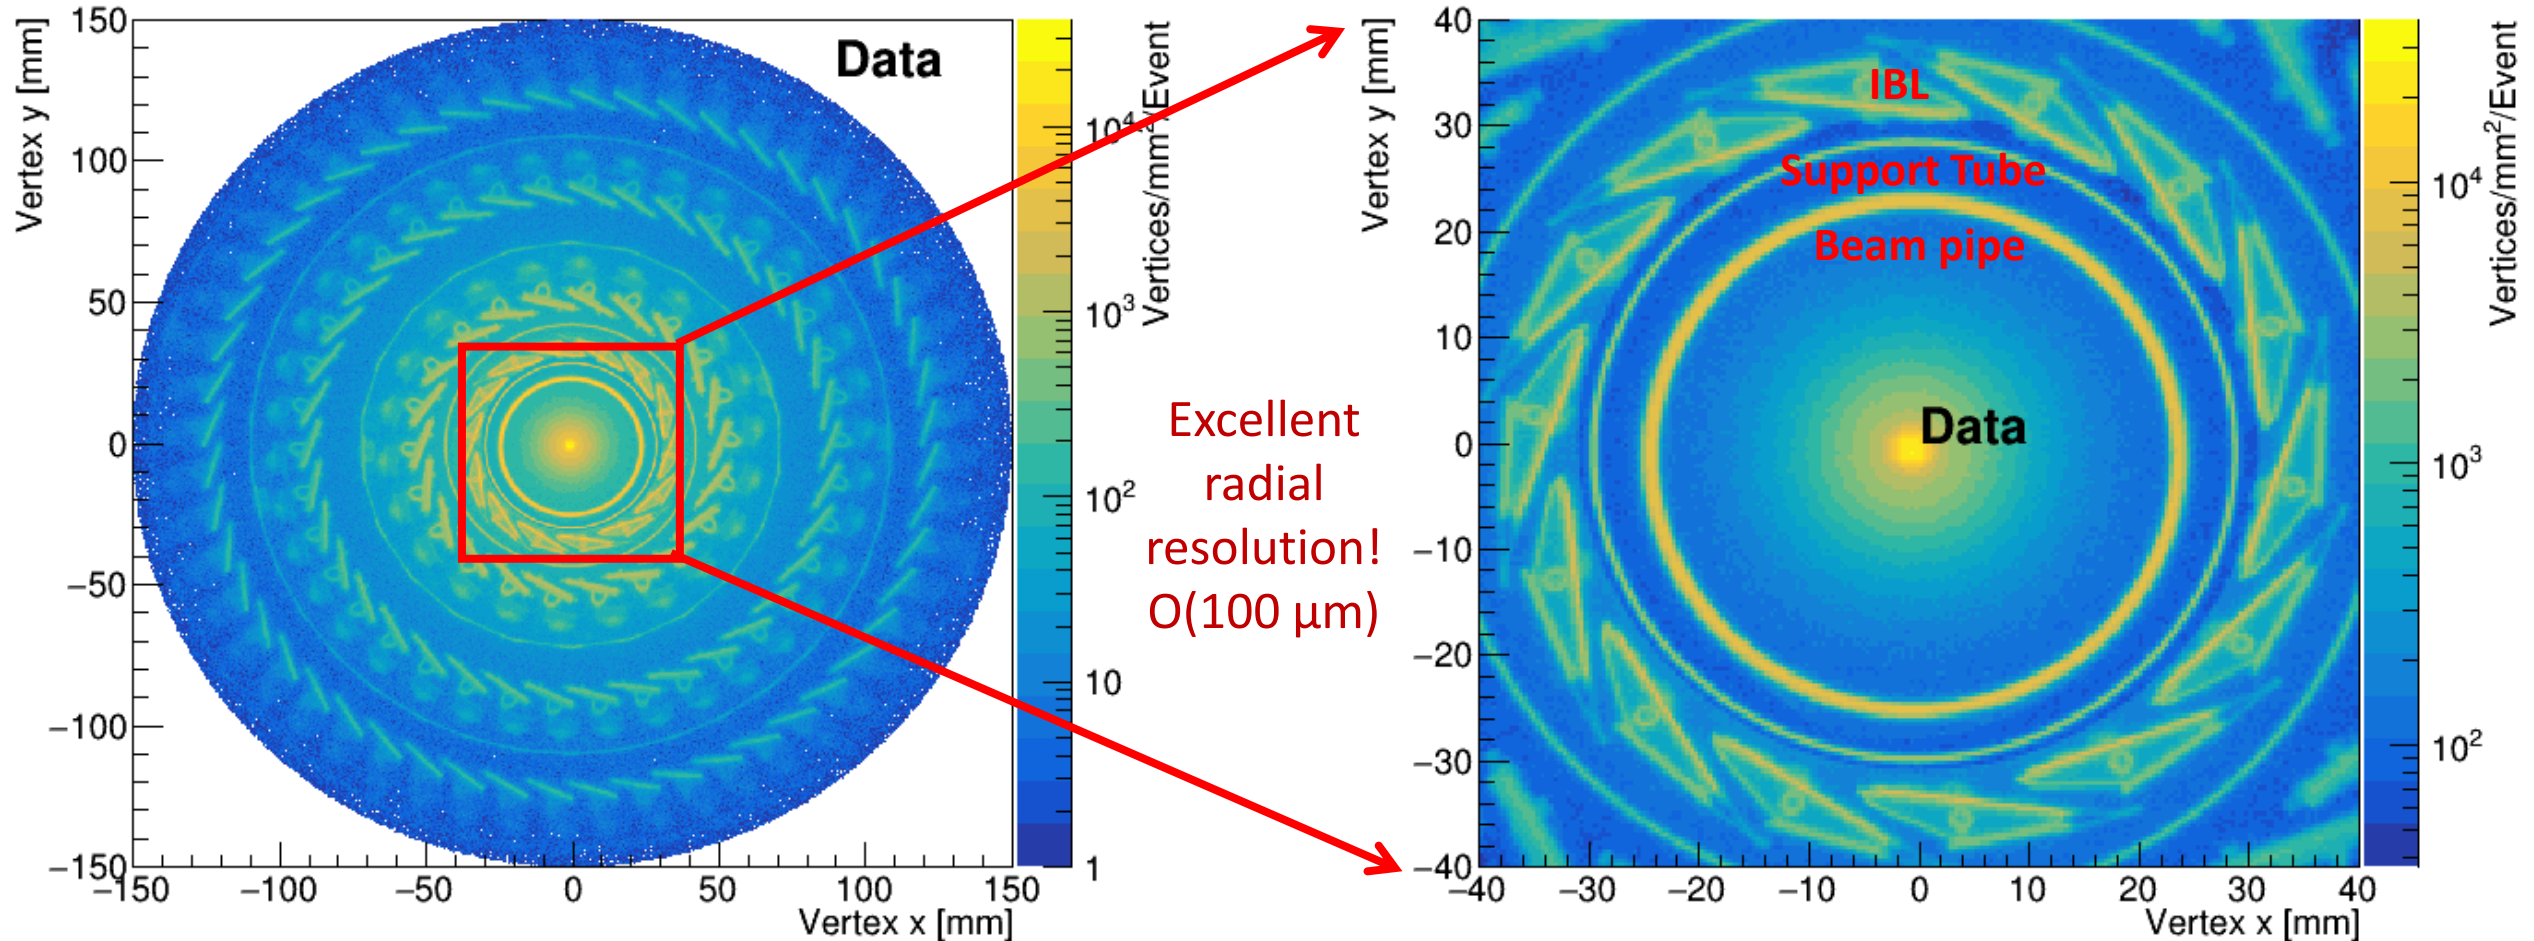 Vertex y [mm]
150
100
50
0
−50
−100
−150
Data
−150
−100
−50
0
50
100
150
Vertex x [mm]
10⁴
10³
10²
10
1
Vertices/mm²/Event
Excellent
radial
resolution!
O(100 μm)
Vertex y [mm]
40
30
20
10
0
−10
−20
−30
−40
IBL
Support Tube
Beam pipe
Data
−40
−30
−20
−10
0
10
20
30
40
Vertex x [mm]
10⁴
10³
10²
Vertices/mm²/Event